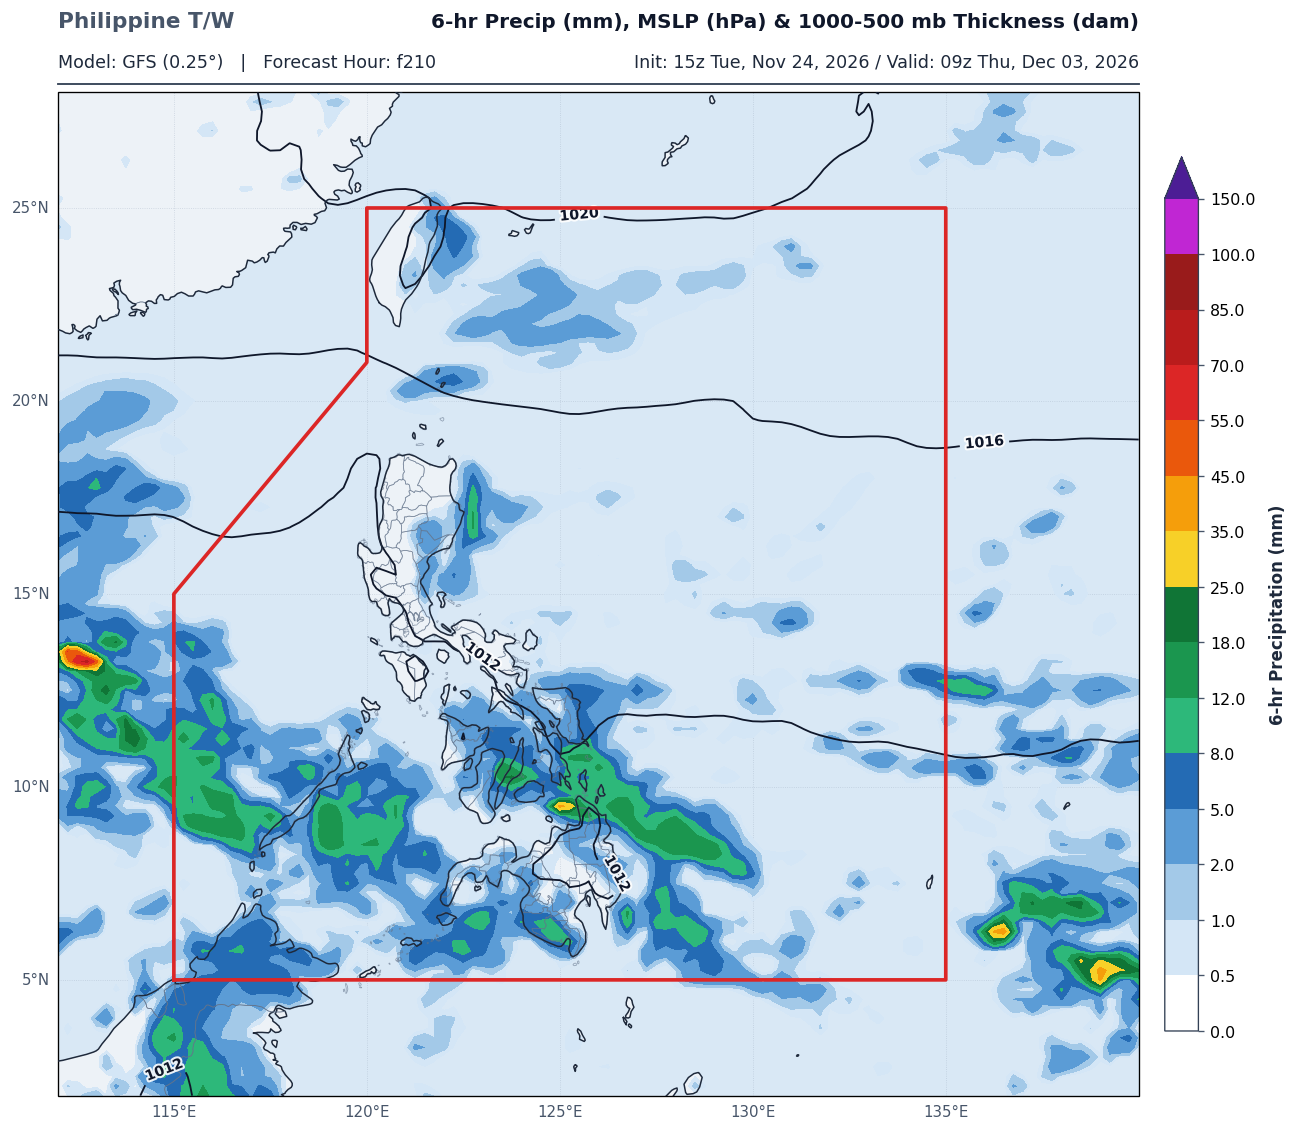 Philippine T/W
6-hr Precip (mm), MSLP (hPa) & 1000-500 mb Thickness (dam)
Model: GFS (0.25°) | Forecast Hour: f210
Init: 15z Tue, Nov 24, 2026 / Valid: 09z Thu, Dec 03, 2026
25°N
20°N
15°N
10°N
5°N
1020
1016
1012
1012
1012
115°E
120°E
125°E
130°E
135°E
150.0
100.0
85.0
70.0
55.0
45.0
35.0
25.0
18.0
12.0
8.0
5.0
2.0
1.0
0.5
0.0
6-hr Precipitation (mm)